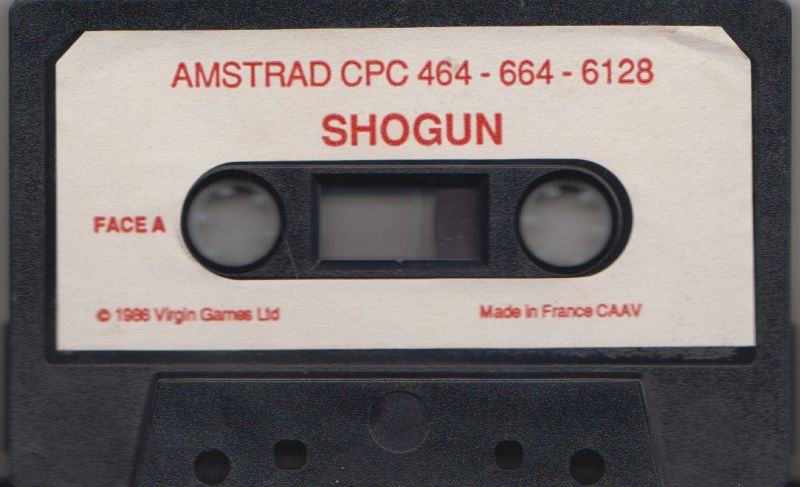 AMSTRAD CPC 464 - 664 - 6128
SHOGUN
FACE A
© 1986 Virgin Games Ltd
Made in France CAAV